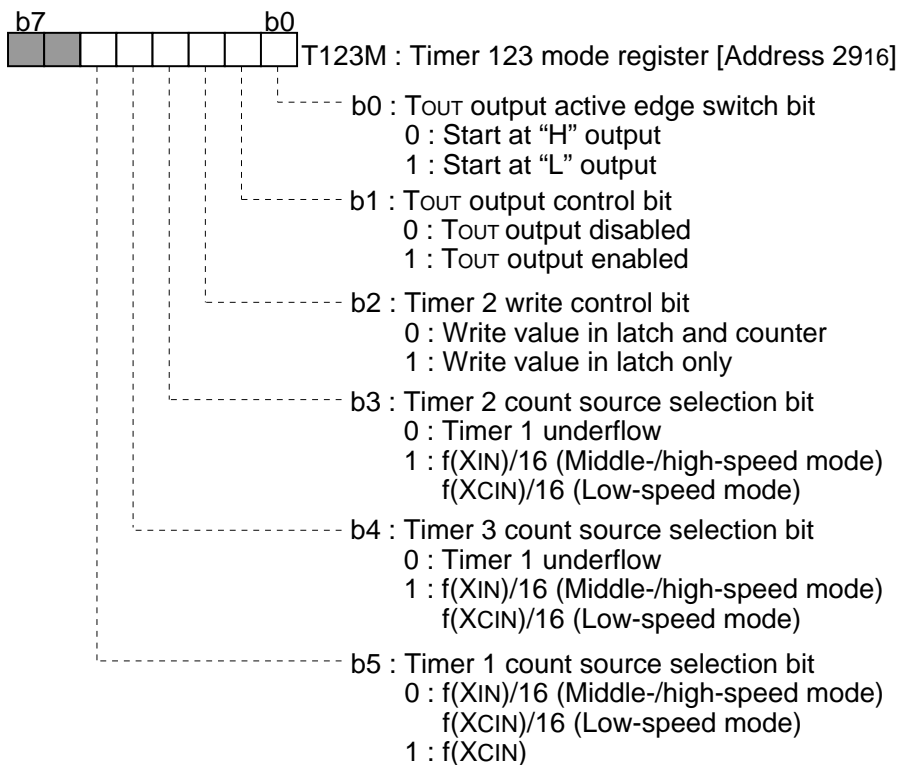 b7 b0
T123M : Timer 123 mode register [Address 2916]
b0 : TOUT output active edge switch bit
0 : Start at “H” output
1 : Start at “L” output
b1 : TOUT output control bit
0 : TOUT output disabled
1 : TOUT output enabled
b2 : Timer 2 write control bit
0 : Write value in latch and counter
1 : Write value in latch only
b3 : Timer 2 count source selection bit
0 : Timer 1 underflow
1 : f(XIN)/16 (Middle-/high-speed mode)
f(XCIN)/16 (Low-speed mode)
b4 : Timer 3 count source selection bit
0 : Timer 1 underflow
1 : f(XIN)/16 (Middle-/high-speed mode)
f(XCIN)/16 (Low-speed mode)
b5 : Timer 1 count source selection bit
0 : f(XIN)/16 (Middle-/high-speed mode)
f(XCIN)/16 (Low-speed mode)
1 : f(XCIN)